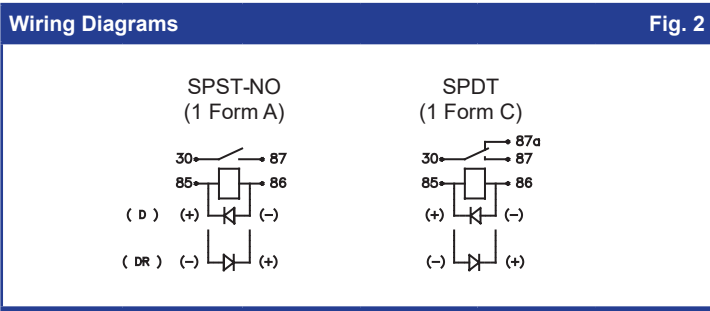 Wiring Diagrams Fig. 2
SPST-NO SPDT
(1 Form A) (1 Form C)
87a
30 87 30 87
85 86 85 86
( D ) (+) (-) (+) (-)
( DR ) (-) (+) (-) (+)